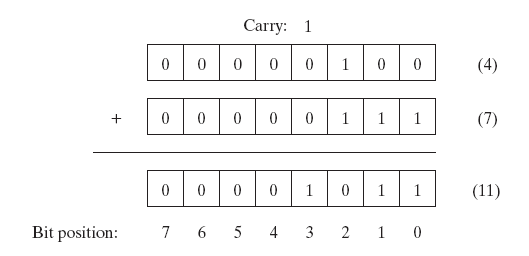 Carry: 1
0 0 0 0 0 1 0 0 (4)
+ 0 0 0 0 0 1 1 1 (7)
0 0 0 0 1 0 1 1 (11)
Bit position: 7 6 5 4 3 2 1 0